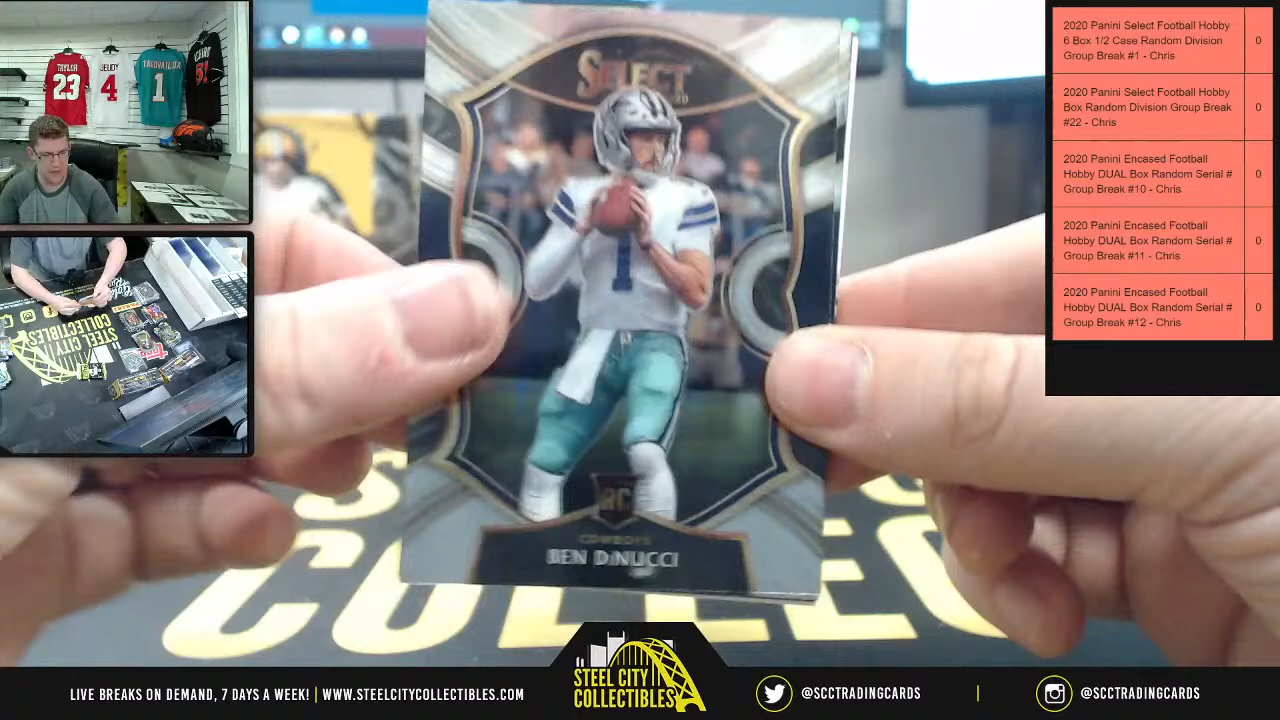 TAYLOR
23
JEUDY
4
TAGOVAILOA
1
51
STEEL CITY
COLLECTIBLES
SELECT
1
RC
COWBOYS
BEN DiNUCCI
COLLEC
2020 Panini Select Football Hobby
6 Box 1/2 Case Random Division
Group Break #1 - Chris
0
2020 Panini Select Football Hobby
Box Random Division Group Break
#22 - Chris
0
2020 Panini Encased Football
Hobby DUAL Box Random Serial #
Group Break #10 - Chris
0
2020 Panini Encased Football
Hobby DUAL Box Random Serial #
Group Break #11 - Chris
0
2020 Panini Encased Football
Hobby DUAL Box Random Serial #
Group Break #12 - Chris
0
LIVE BREAKS ON DEMAND, 7 DAYS A WEEK! | WWW.STEELCITYCOLLECTIBLES.COM
STEEL CITY
COLLECTIBLES
@SCCTRADINGCARDS
@SCCTRADINGCARDS